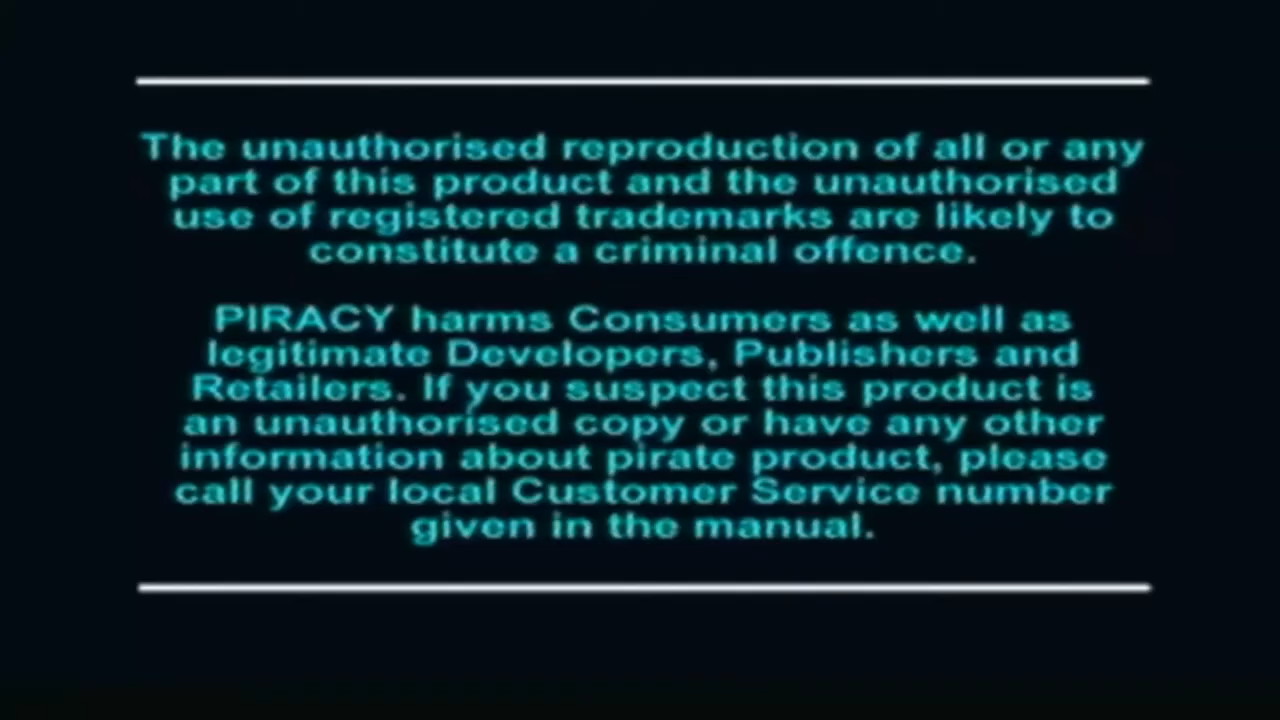 The unauthorised reproduction of all or any
part of this product and the unauthorised
use of registered trademarks are likely to
constitute a criminal offence.
PIRACY harms Consumers as well as
legitimate Developers, Publishers and
Retailers. If you suspect this product is
an unauthorised copy or have any other
information about pirate product, please
call your local Customer Service number
given in the manual.